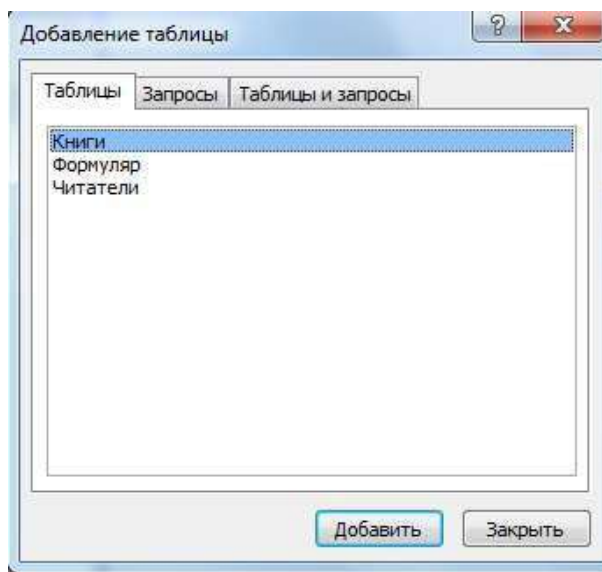 Добавление таблицы
?
X
Таблицы Запросы Таблицы и запросы
Книги
Формуляр
Читатели
Добавить Закрыть